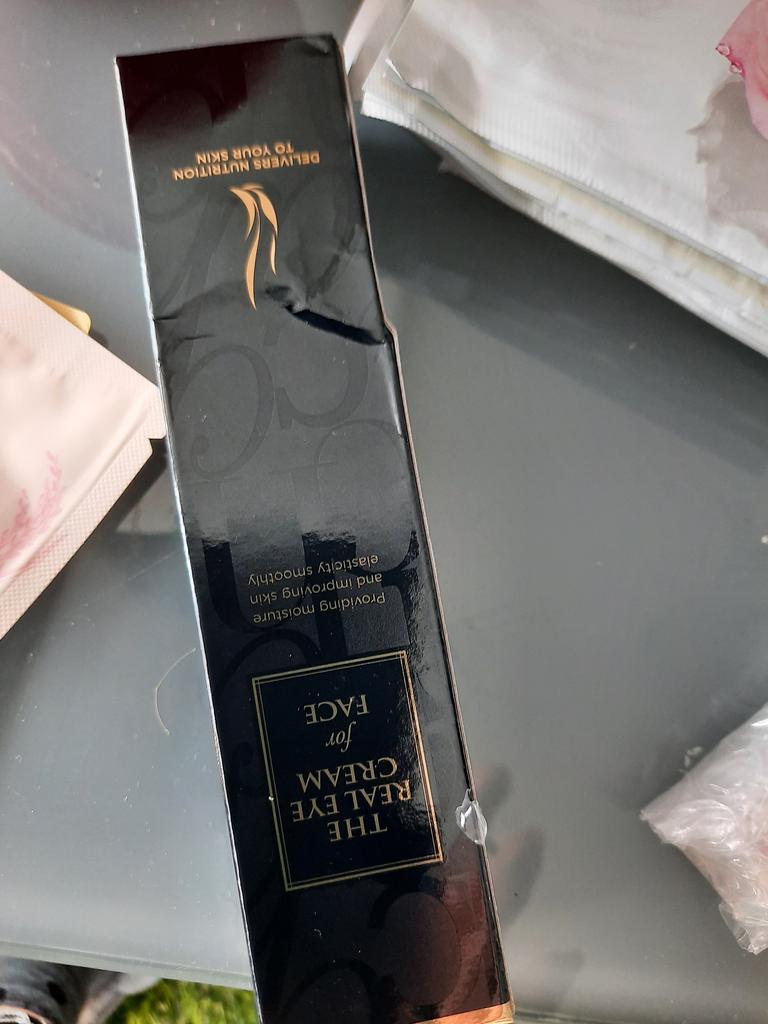 THE
REAL EYE
CREAM
for
FACE
Providing moisture
and improving skin
elasticity smoothly
DELIVERS NUTRITION
TO YOUR SKIN